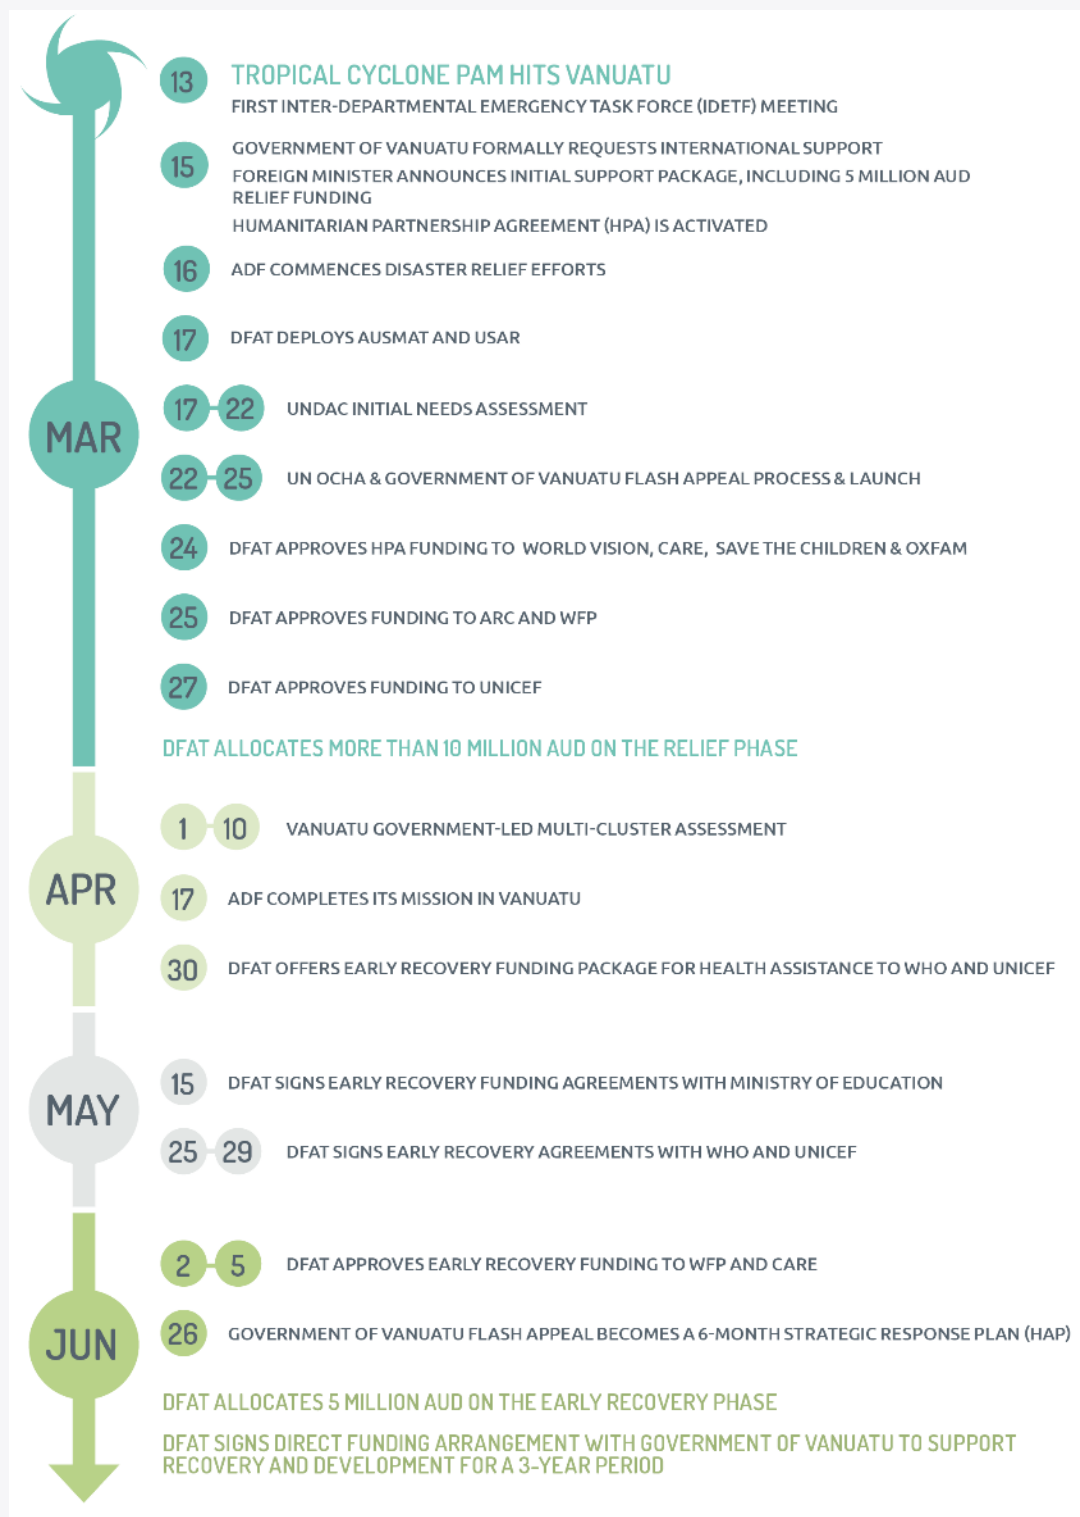 13
TROPICAL CYCLONE PAM HITS VANUATU
FIRST INTER-DEPARTMENTAL EMERGENCY TASK FORCE (IDETF) MEETING
15
GOVERNMENT OF VANUATU FORMALLY REQUESTS INTERNATIONAL SUPPORT
FOREIGN MINISTER ANNOUNCES INITIAL SUPPORT PACKAGE, INCLUDING 5 MILLION AUD
RELIEF FUNDING
HUMANITARIAN PARTNERSHIP AGREEMENT (HPA) IS ACTIVATED
16 ADF COMMENCES DISASTER RELIEF EFFORTS
17 DFAT DEPLOYS AUSMAT AND USAR
MAR
17 22 UNDAC INITIAL NEEDS ASSESSMENT
22 25 UN OCHA & GOVERNMENT OF VANUATU FLASH APPEAL PROCESS & LAUNCH
24 DFAT APPROVES HPA FUNDING TO WORLD VISION, CARE, SAVE THE CHILDREN & OXFAM
25 DFAT APPROVES FUNDING TO ARC AND WFP
27 DFAT APPROVES FUNDING TO UNICEF
DFAT ALLOCATES MORE THAN 10 MILLION AUD ON THE RELIEF PHASE
APR
1 10 VANUATU GOVERNMENT-LED MULTI-CLUSTER ASSESSMENT
17 ADF COMPLETES ITS MISSION IN VANUATU
30 DFAT OFFERS EARLY RECOVERY FUNDING PACKAGE FOR HEALTH ASSISTANCE TO WHO AND UNICEF
MAY
15 DFAT SIGNS EARLY RECOVERY FUNDING AGREEMENTS WITH MINISTRY OF EDUCATION
25 29 DFAT SIGNS EARLY RECOVERY AGREEMENTS WITH WHO AND UNICEF
JUN
2 5 DFAT APPROVES EARLY RECOVERY FUNDING TO WFP AND CARE
26 GOVERNMENT OF VANUATU FLASH APPEAL BECOMES A 6-MONTH STRATEGIC RESPONSE PLAN (HAP)
DFAT ALLOCATES 5 MILLION AUD ON THE EARLY RECOVERY PHASE
DFAT SIGNS DIRECT FUNDING ARRANGEMENT WITH GOVERNMENT OF VANUATU TO SUPPORT
RECOVERY AND DEVELOPMENT FOR A 3-YEAR PERIOD